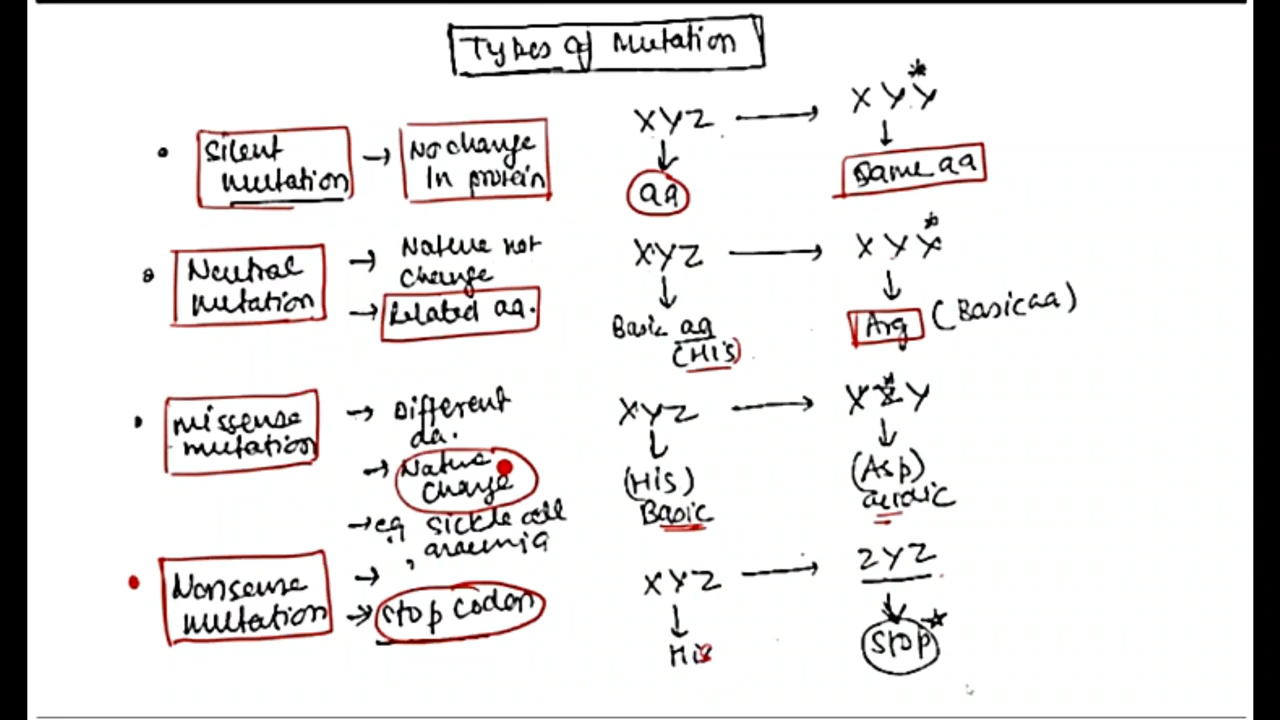 Types of Mutation
• Silent mutation → No change In protein XYZ → XYY*
↓ aa ↓ Same aa
• Neutral mutation → Nature not change XYZ → XYX*
→ Related aa. ↓ Basic aa (His) ↓ Arg (Basic aa)
• missense mutation → Different aa. XYZ → XZ*Y
→ Nature change ↓ (His) Basic ↓ (Asp) acidic
→ eg. sickle cell anaemia
• Nonsense mutation → , XYZ → ZYZ
→ Stop codon ↓ His ↓ Stop*